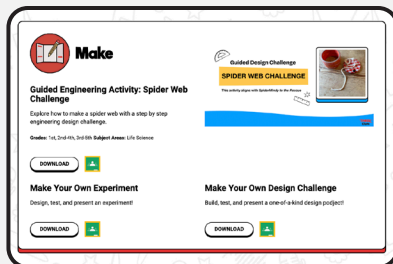 Make
Guided Engineering Activity: Spider Web
Challenge
Explore how to make a spider web with a step by step
engineering design challenge.
Grades: 1st, 2nd-4th, 3rd-5th Subject Areas: Life Science
DOWNLOAD
Guided Design Challenge
SPIDER WEB CHALLENGE
Make Your Own Experiment
Design, test, and present an experiment!
DOWNLOAD
Make Your Own Design Challenge
Build, test, and present a one-of-a-kind design podject!
DOWNLOAD